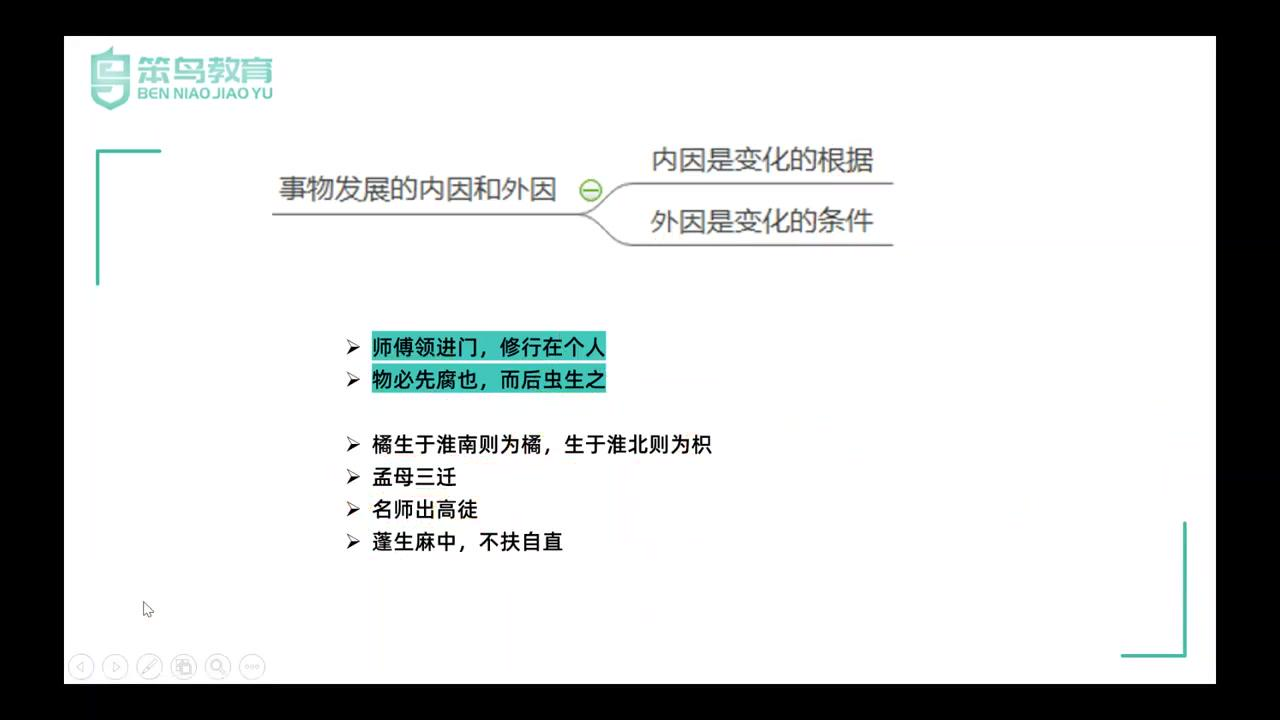 笨鸟教育
BEN NIAO JIAO YU
内因是变化的根据
事物发展的内因和外因
外因是变化的条件
师傅领进门，修行在个人
物必先腐也，而后虫生之
橘生于淮南则为橘，生于淮北则为枳
孟母三迁
名师出高徒
蓬生麻中，不扶自直